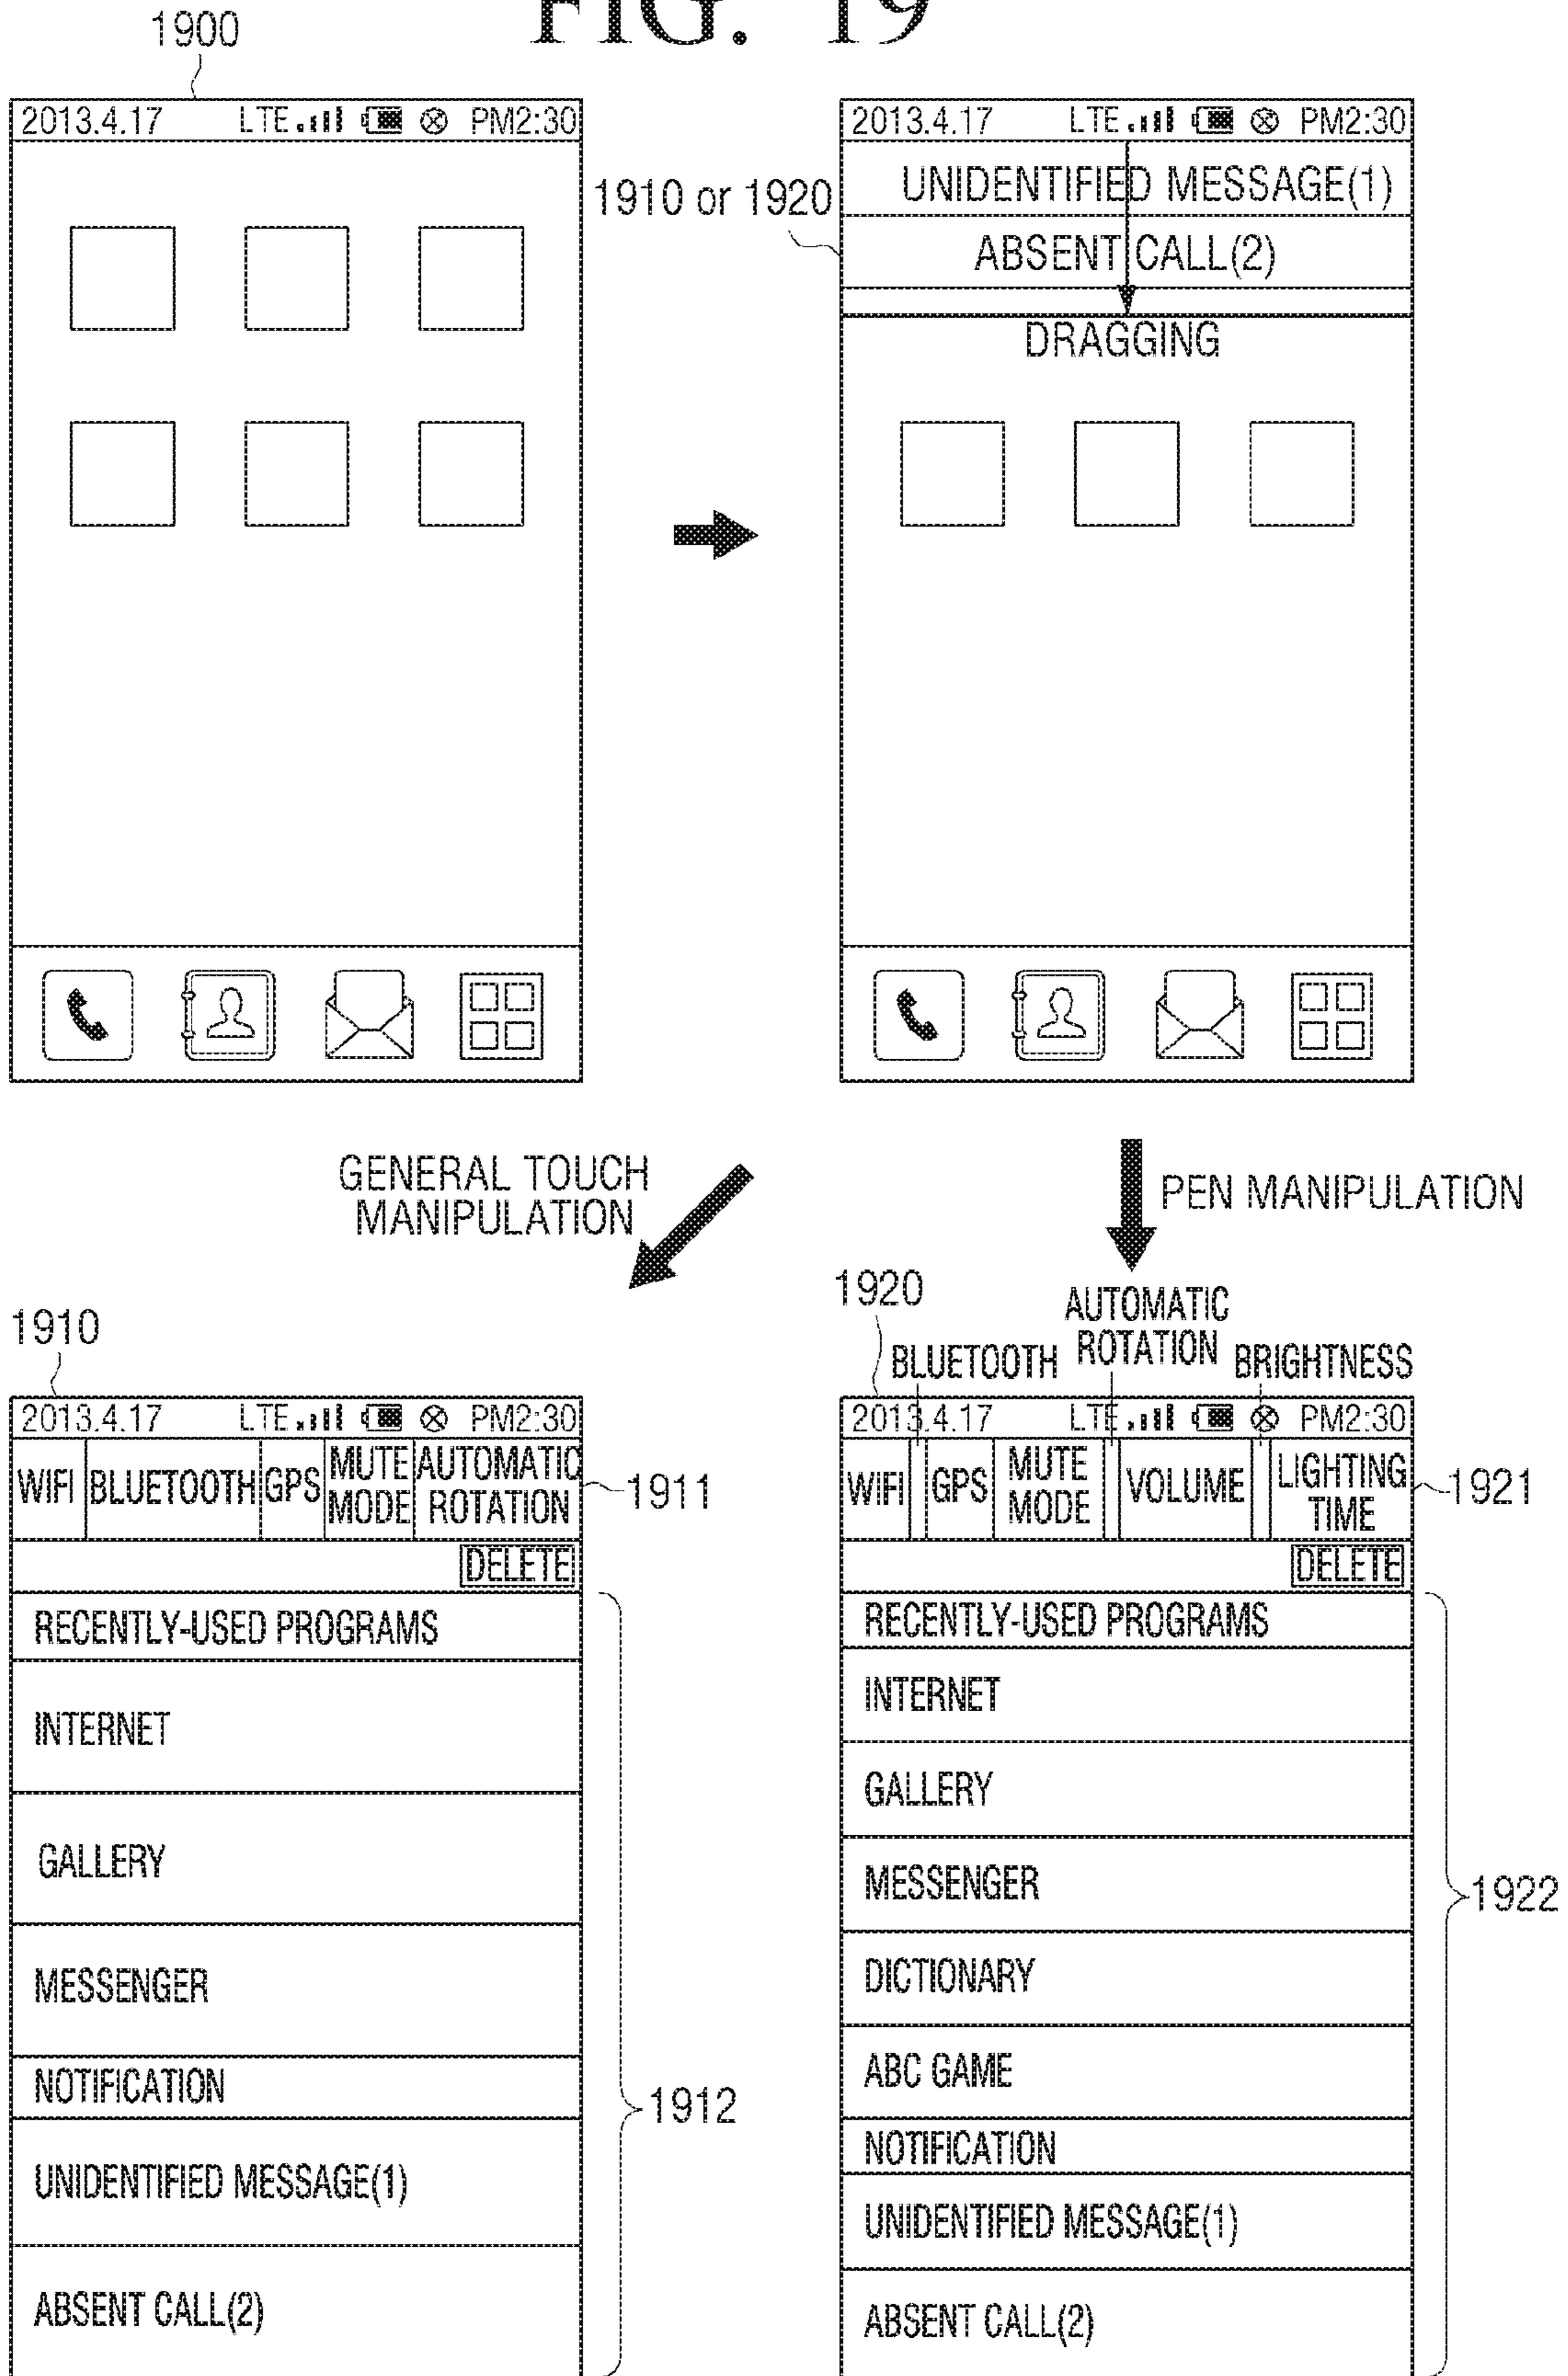 FIG. 19
1900
2013.4.17 LTE PM2:30
2013.4.17 LTE PM2:30
1910 or 1920
UNIDENTIFIED MESSAGE(1)
ABSENT CALL(2)
DRAGGING
GENERAL TOUCH
MANIPULATION
PEN MANIPULATION
1910
2013.4.17 LTE PM2:30
WIFI BLUETOOTH GPS MUTE MODE AUTOMATIC ROTATION
1911
DELETE
RECENTLY-USED PROGRAMS
INTERNET
GALLERY
MESSENGER
NOTIFICATION
UNIDENTIFIED MESSAGE(1)
ABSENT CALL(2)
1912
1920
BLUETOOTH
AUTOMATIC
ROTATION
BRIGHTNESS
2013.4.17 LTE PM2:30
WIFI GPS MUTE MODE VOLUME LIGHTING TIME
1921
DELETE
RECENTLY-USED PROGRAMS
INTERNET
GALLERY
MESSENGER
DICTIONARY
ABC GAME
NOTIFICATION
UNIDENTIFIED MESSAGE(1)
ABSENT CALL(2)
1922